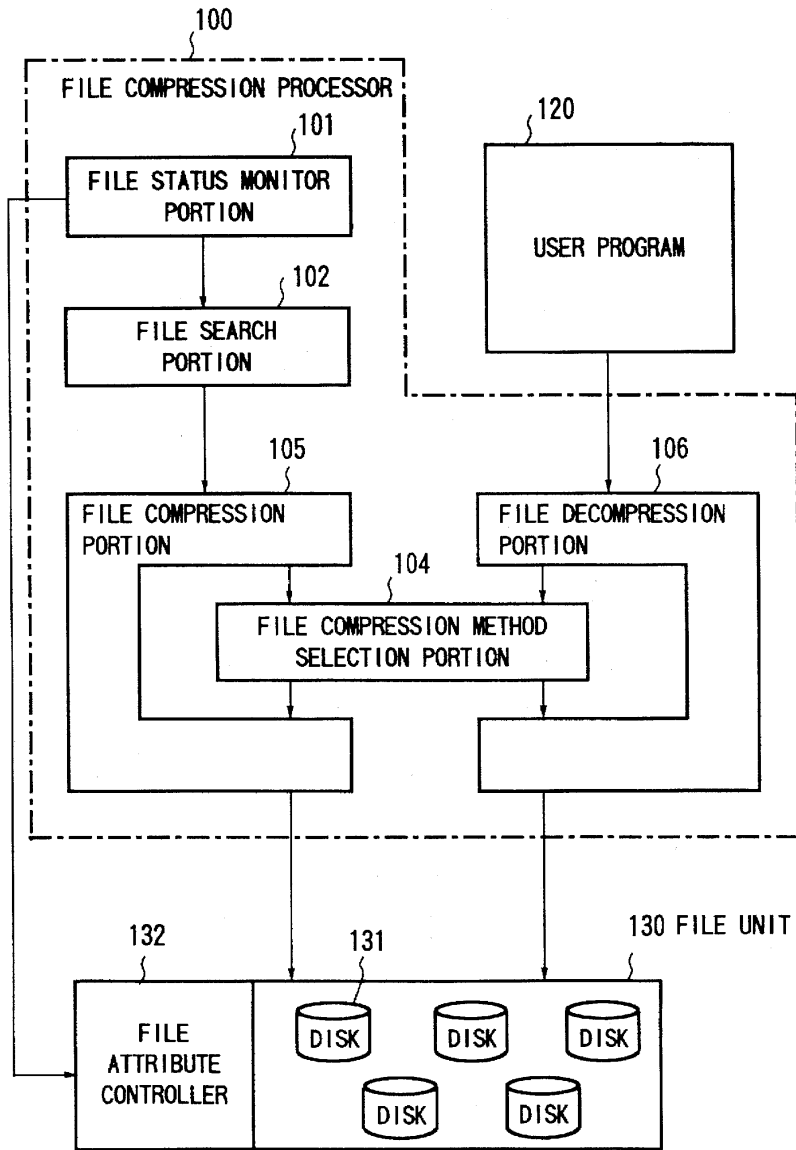 100
FILE COMPRESSION PROCESSOR
101
FILE STATUS MONITOR
PORTION
120
USER PROGRAM
102
FILE SEARCH
PORTION
105
FILE COMPRESSION
PORTION
106
FILE DECOMPRESSION
PORTION
104
FILE COMPRESSION METHOD
SELECTION PORTION
130 FILE UNIT
132
FILE
ATTRIBUTE
CONTROLLER
131
DISK
DISK
DISK
DISK
DISK